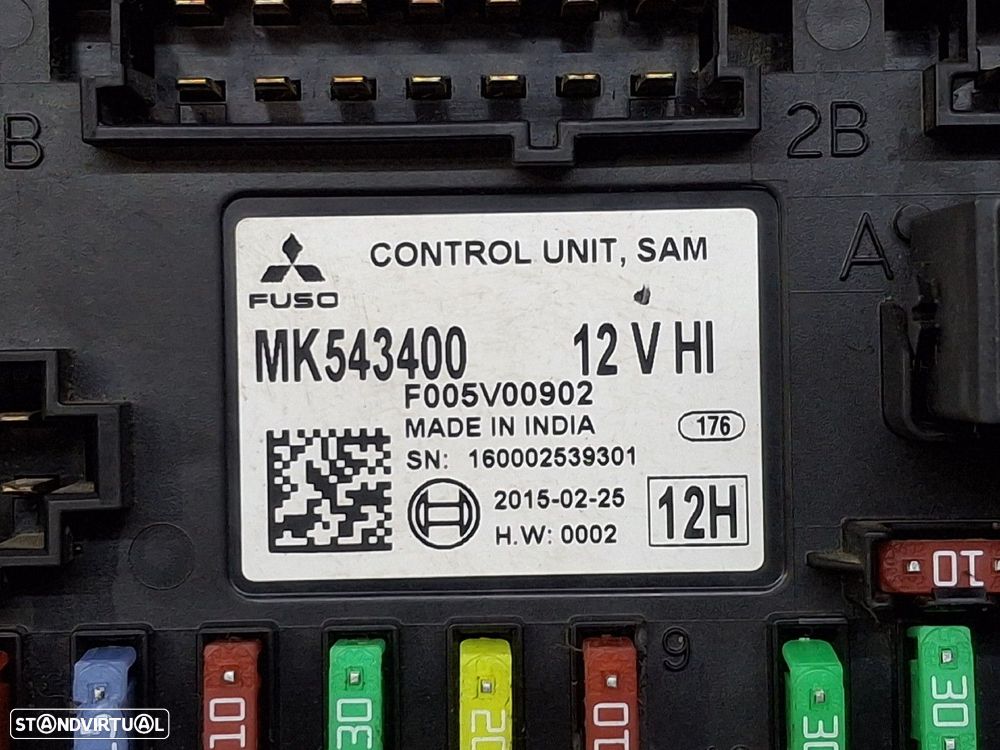 B
2B
A
CONTROL UNIT, SAM
FUSO
MK543400 12 V HI
F005V00902
MADE IN INDIA 176
SN: 160002539301
2015-02-25
H.W: 0002
12H
10
9
10
30
20
10
30
30
STANDVIRTUAL